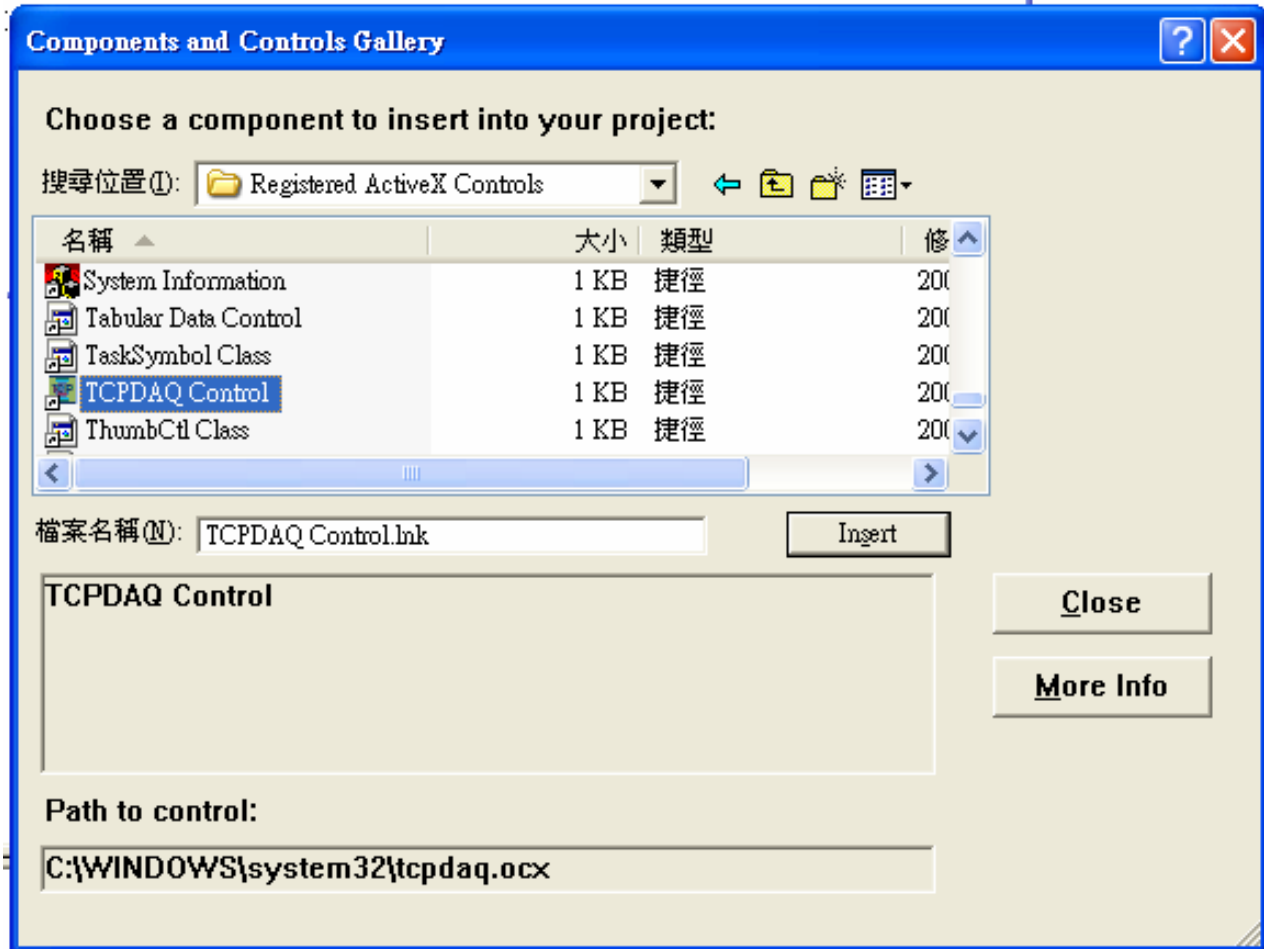 Components and Controls Gallery
Choose a component to insert into your project:
搜尋位置(I): Registered ActiveX Controls
名稱 大小 類型 修
System Information 1 KB 捷徑 200
Tabular Data Control 1 KB 捷徑 200
TaskSymbol Class 1 KB 捷徑 200
TCPDAQ Control 1 KB 捷徑 200
ThumbCtl Class 1 KB 捷徑 200
檔案名稱(N): TCPDAQ Control.lnk Insert
TCPDAQ Control
Close
More Info
Path to control:
C:\WINDOWS\system32\tcpdaq.ocx